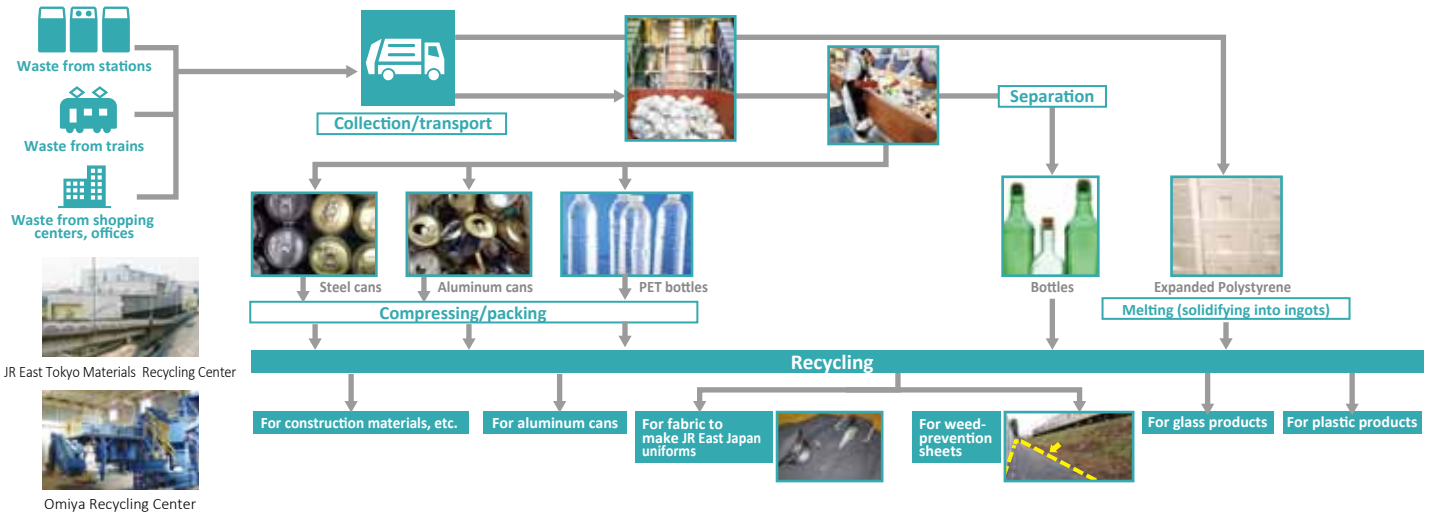 Waste from stations
Waste from trains
Waste from shopping
centers, offices
JR East Tokyo Materials Recycling Center
Omiya Recycling Center
Collection/transport
Separation
Steel cans
Aluminum cans
PET bottles
Bottles
Expanded Polystyrene
Compressing/packing
Melting (solidifying into ingots)
Recycling
For construction materials, etc.
For aluminum cans
For fabric to
make JR East Japan
uniforms
For weed-
prevention
sheets
For glass products
For plastic products